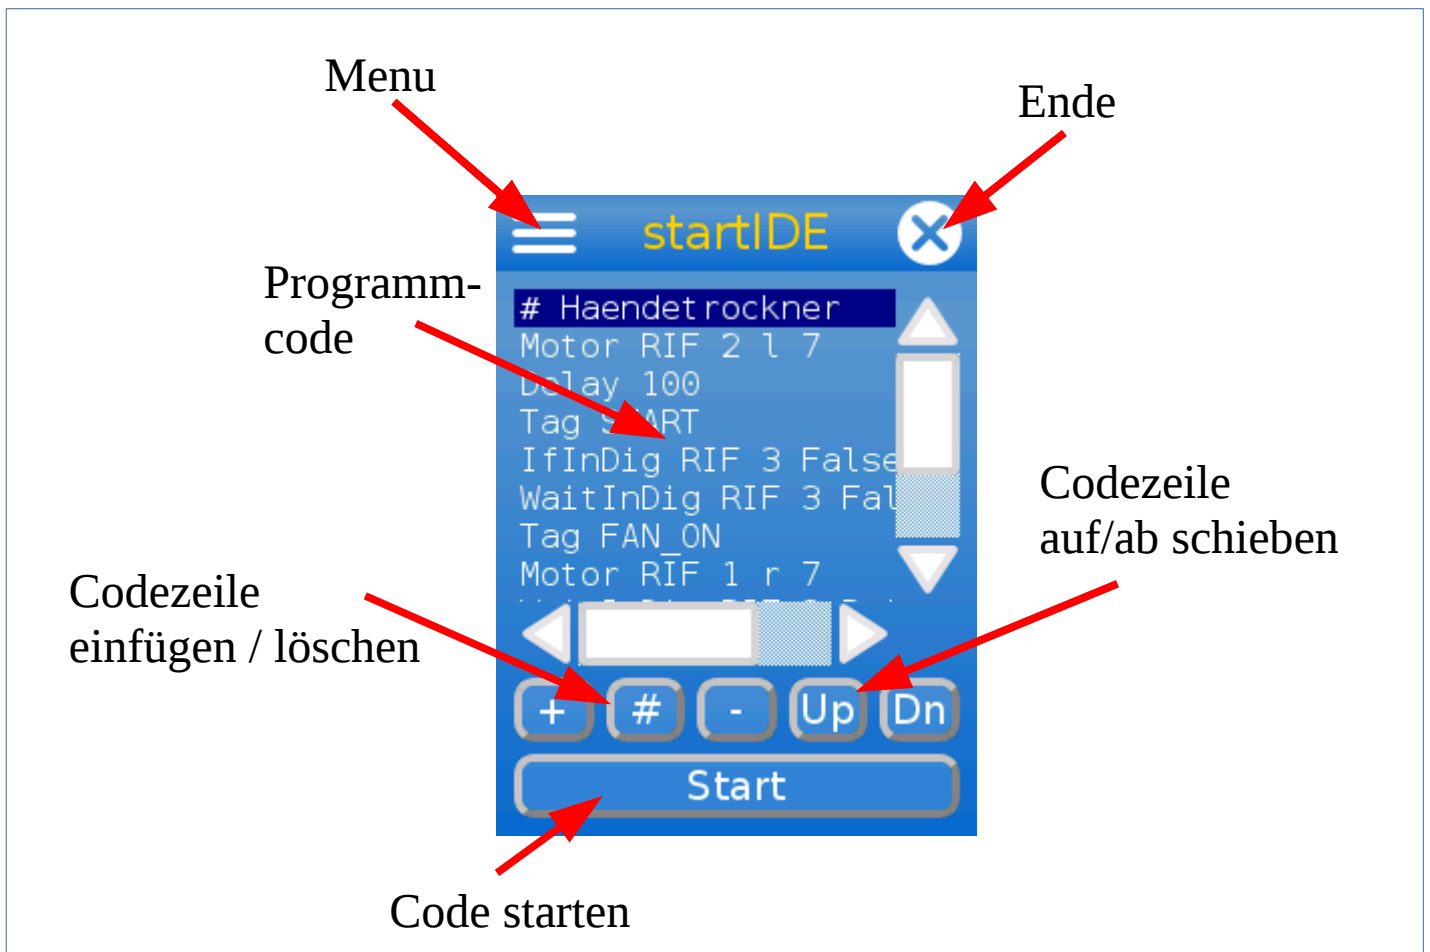 Menu
Ende
startIDE
Programm-
code
# Haendetrockner
Motor RIF 2 l 7
Delay 100
Tag START
IfInDig RIF 3 False
WaitInDig RIF 3 Fal
Tag FAN_ON
Motor RIF 1 r 7
Codezeile
auf/ab schieben
Codezeile
einfügen / löschen
+ # - Up Dn
Start
Code starten